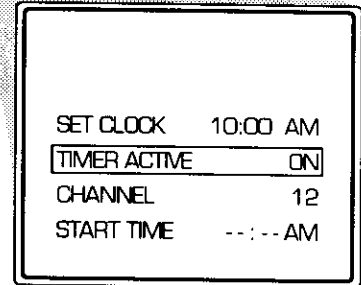 SET CLOCK 10:00 AM
TIMER ACTIVE ON
CHANNEL 12
START TIME --:-- AM